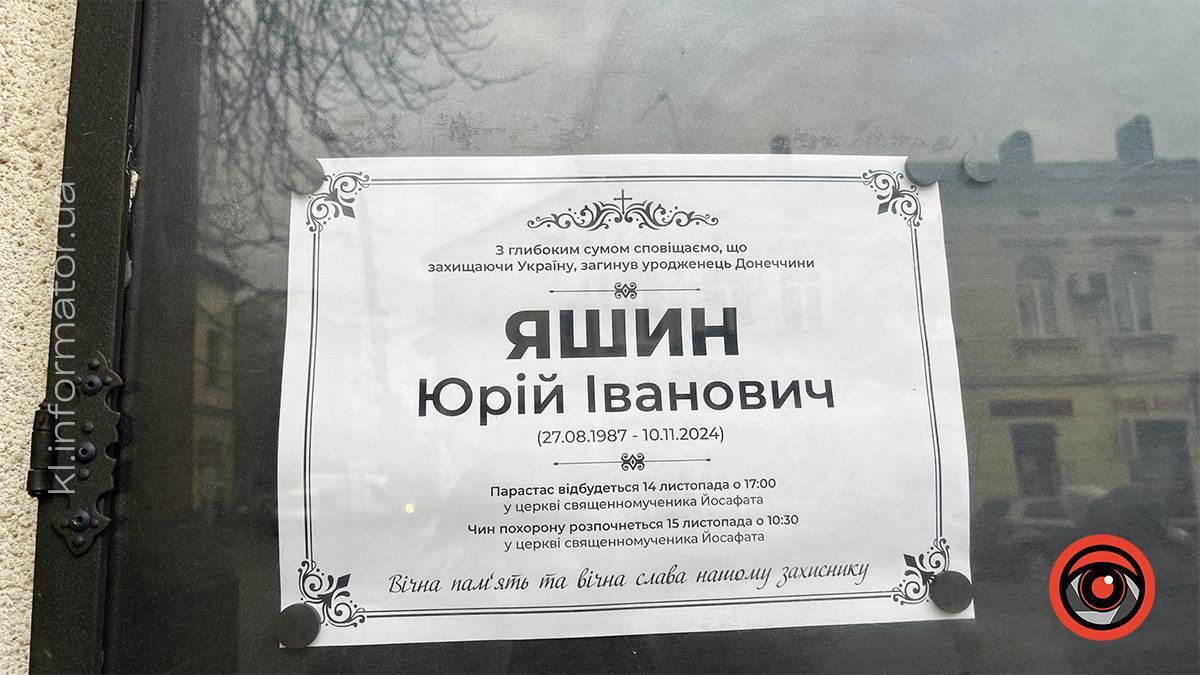 З глибоким сумом сповіщаємо, що
захищаючи Україну, загинув уродженець Донеччини
ЯШИН
Юрій Іванович
(27.08.1987 - 10.11.2024)
Парастас відбудеться 14 листопада о 17:00
у церкві священномученика Йосафата
Чин похорону розпочнеться 15 листопада о 10:30
у церкві священномученика Йосафата
Вічна пам'ять та вічна слава нашому захиснику
kl.informator.ua